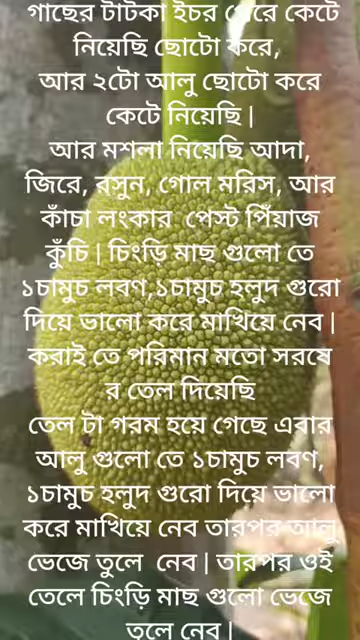 গাছের টাটকা ইচর পেরে কেটে
নিয়েছি ছোটো করে,
আর ২টো আলু ছোটো করে
কেটে নিয়েছি |
আর মশলা নিয়েছি আদা,
জিরে, রসুন, গোল মরিস, আর
কাঁচা লংকার পেস্ট পিঁয়াজ
কুঁচি | চিংড়ি মাছ গুলো তে
১চামুচ লবণ,১চামুচ হলুদ গুরো
দিয়ে ভালো করে মাখিয়ে নেব |
করাই তে পরিমান মতো সরষে
র তেল দিয়েছি
তেল টা গরম হয়ে গেছে এবার
আলু গুলো তে ১চামুচ লবণ,
১চামুচ হলুদ গুরো দিয়ে ভালো
করে মাখিয়ে নেব তারপর আলু
ভেজে তুলে নেব | তারপর ওই
তেলে চিংড়ি মাছ গুলো ভেজে
তুলে নেব |